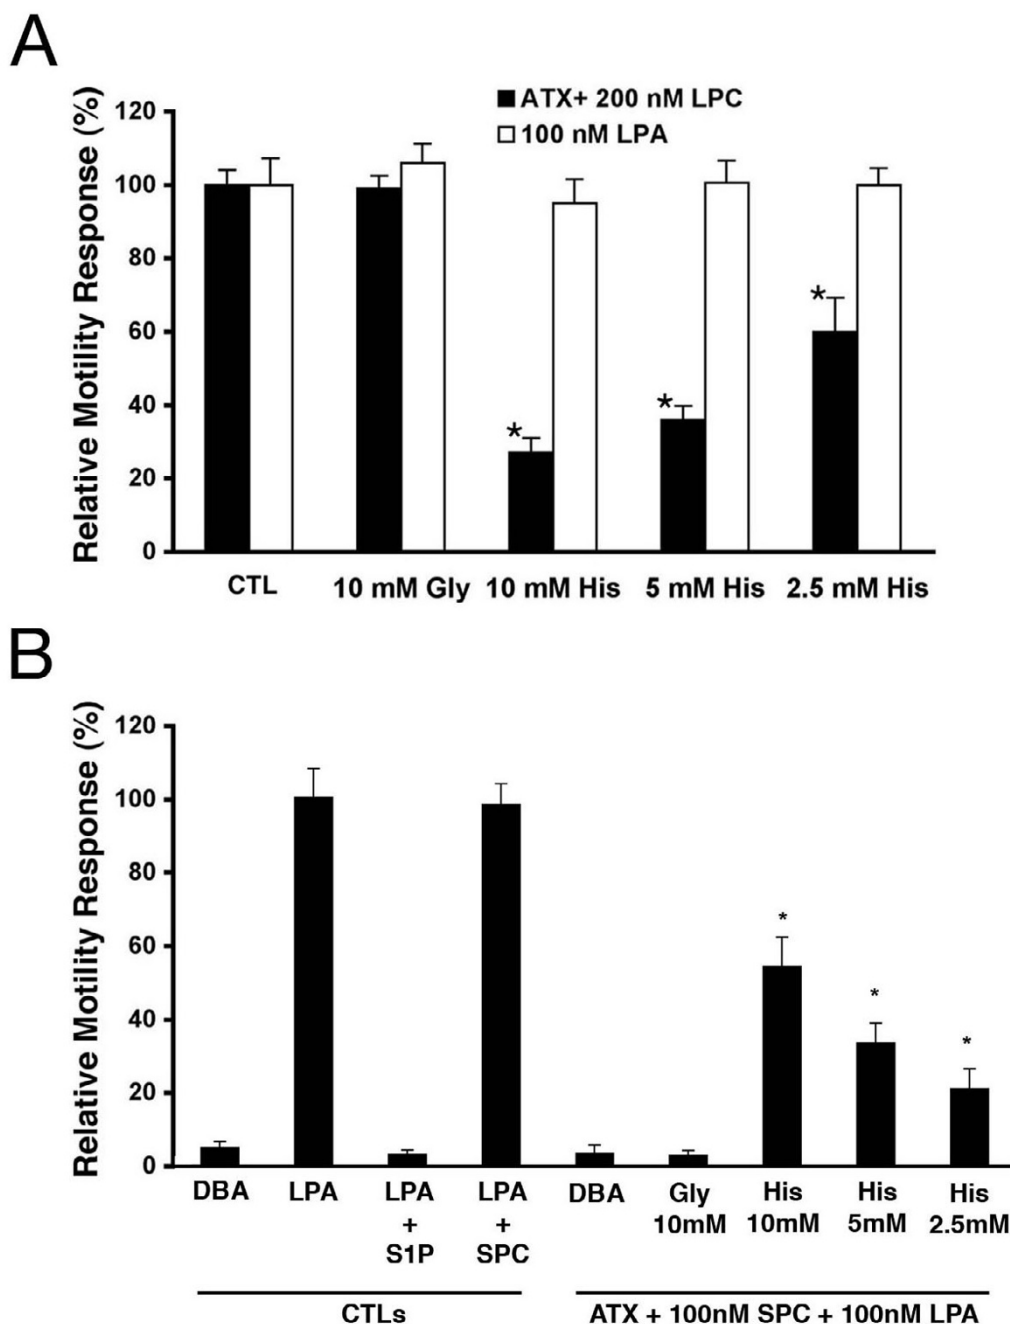 A
Relative Motility Response (%)
ATX+ 200 nM LPC
100 nM LPA
120
100
80
60
40
20
0
*
*
*
CTL 10 mM Gly 10 mM His 5 mM His 2.5 mM His
B
Relative Motility Response (%)
120
100
80
60
40
20
0
*
*
*
DBA LPA LPA LPA DBA Gly His His His
+ + 10mM 10mM 5mM 2.5mM
S1P SPC
CTLs ATX + 100nM SPC + 100nM LPA